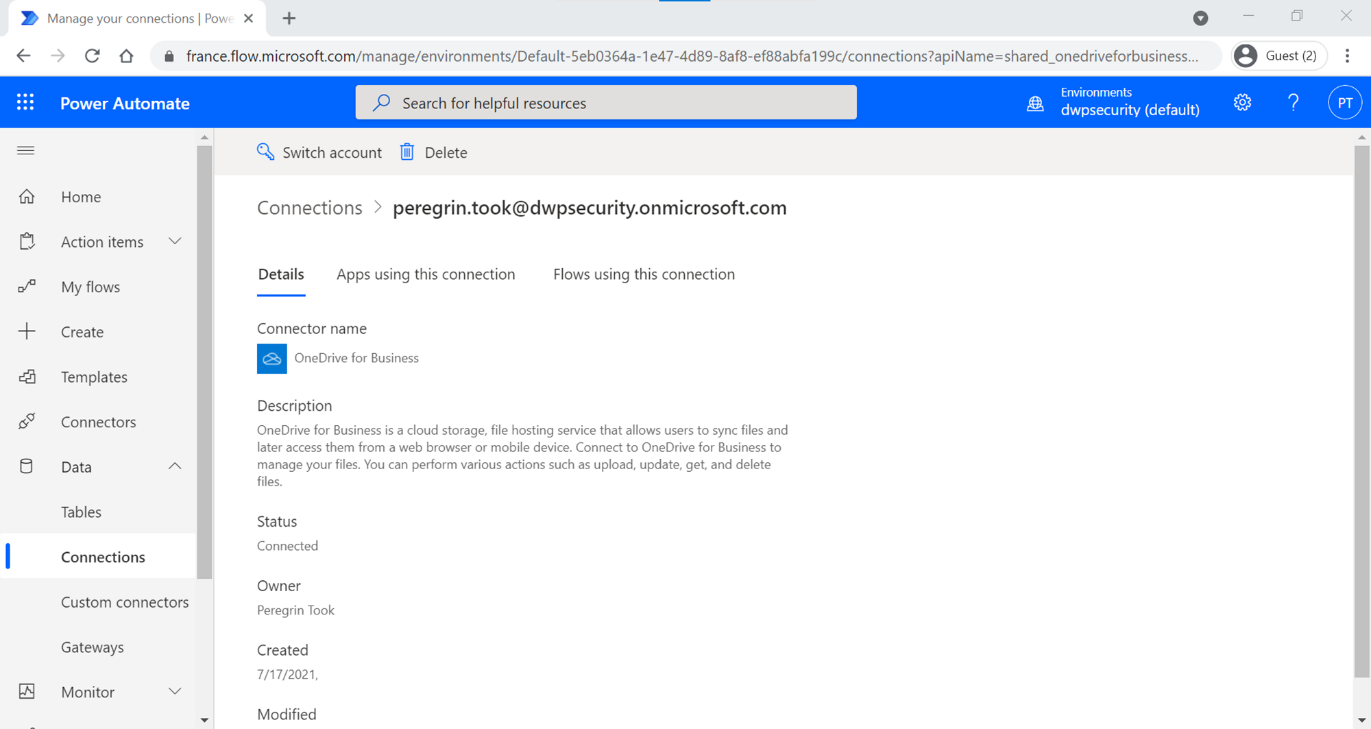 Manage your connections | Powe
france.flow.microsoft.com/manage/environments/Default-5eb0364a-1e47-4d89-8af8-ef88abfa199c/connections?apiName=shared_onedriveforbusiness...
Guest (2)
Power Automate
Search for helpful resources
Environments
dwpsecurity (default)
?
PT
Switch account
Delete
Home
Action items
My flows
Create
Templates
Connectors
Data
Tables
Connections
Custom connectors
Gateways
Monitor
Connections > peregrin.took@dwpsecurity.onmicrosoft.com
Details
Apps using this connection
Flows using this connection
Connector name
OneDrive for Business
Description
OneDrive for Business is a cloud storage, file hosting service that allows users to sync files and
later access them from a web browser or mobile device. Connect to OneDrive for Business to
manage your files. You can perform various actions such as upload, update, get, and delete
files.
Status
Connected
Owner
Peregrin Took
Created
7/17/2021,
Modified